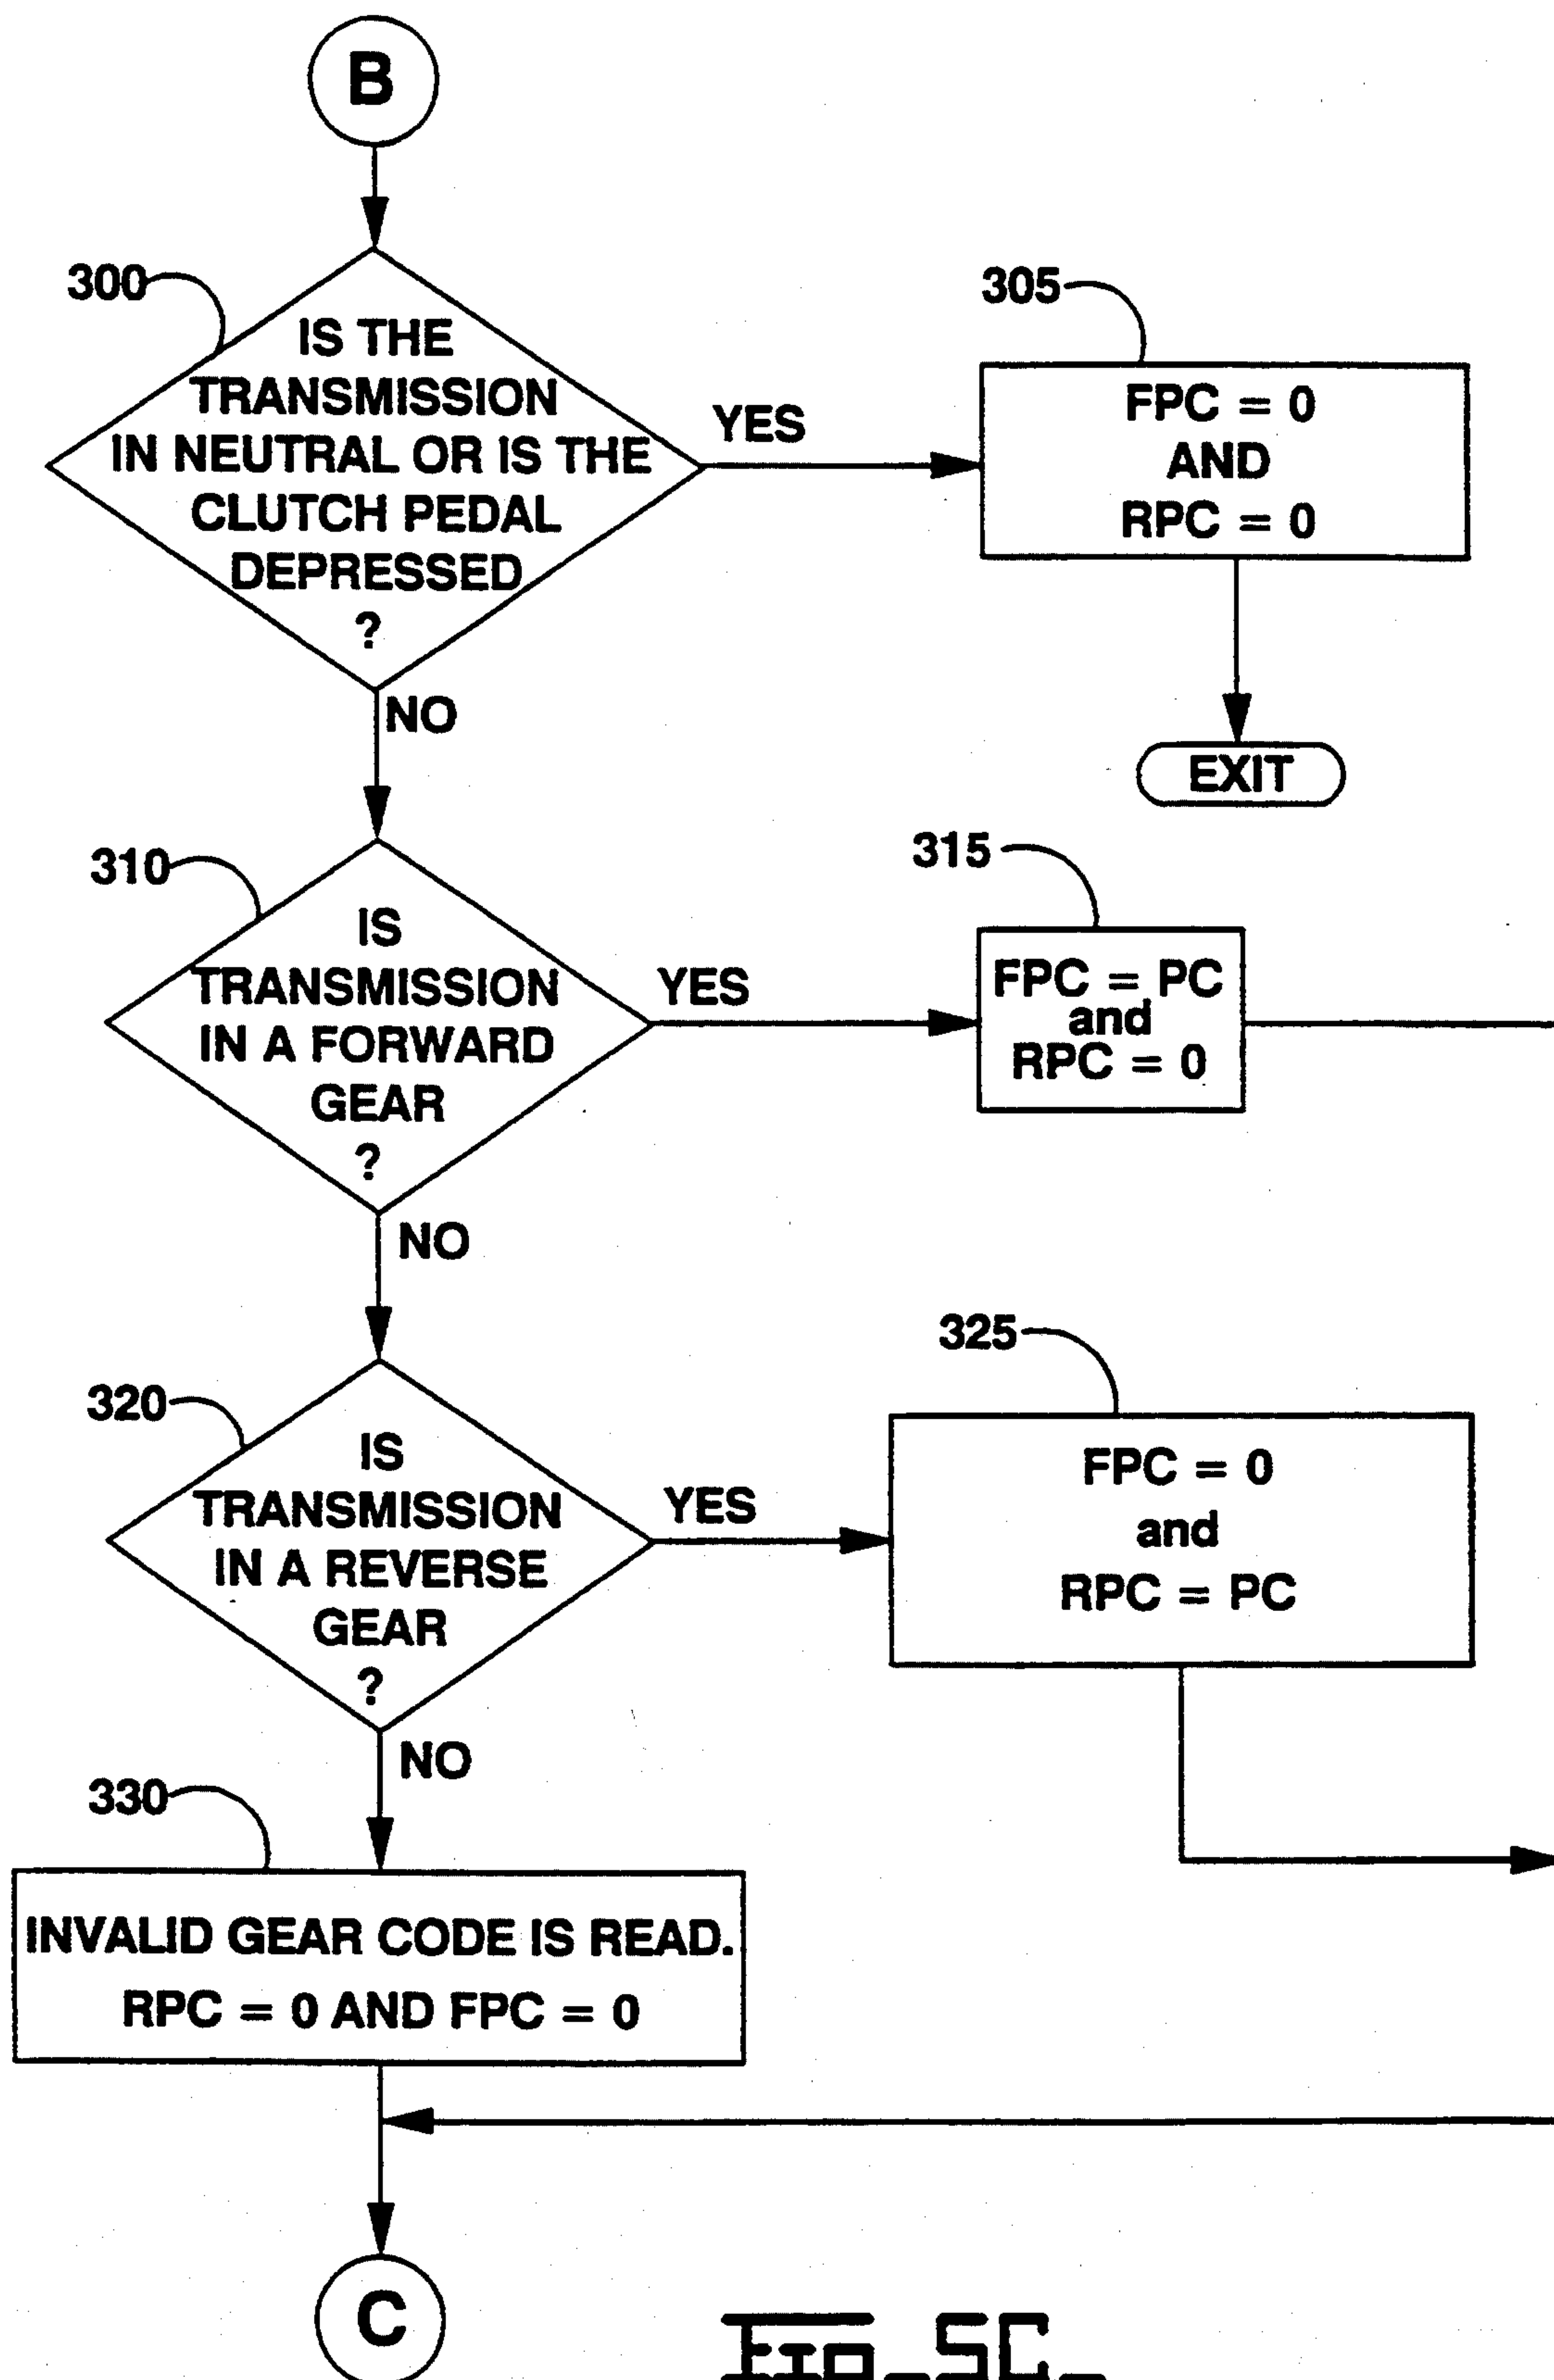 B
300
IS THE
TRANSMISSION
IN NEUTRAL OR IS THE
CLUTCH PEDAL
DEPRESSED
?
YES
305
FPC = 0
AND
RPC = 0
EXIT
NO
310
IS
TRANSMISSION
IN A FORWARD
GEAR
?
YES
315
FPC = PC
and
RPC = 0
NO
320
IS
TRANSMISSION
IN A REVERSE
GEAR
?
YES
325
FPC = 0
and
RPC = PC
NO
330
INVALID GEAR CODE IS READ.
RPC = 0 AND FPC = 0
C
FIG_5C_